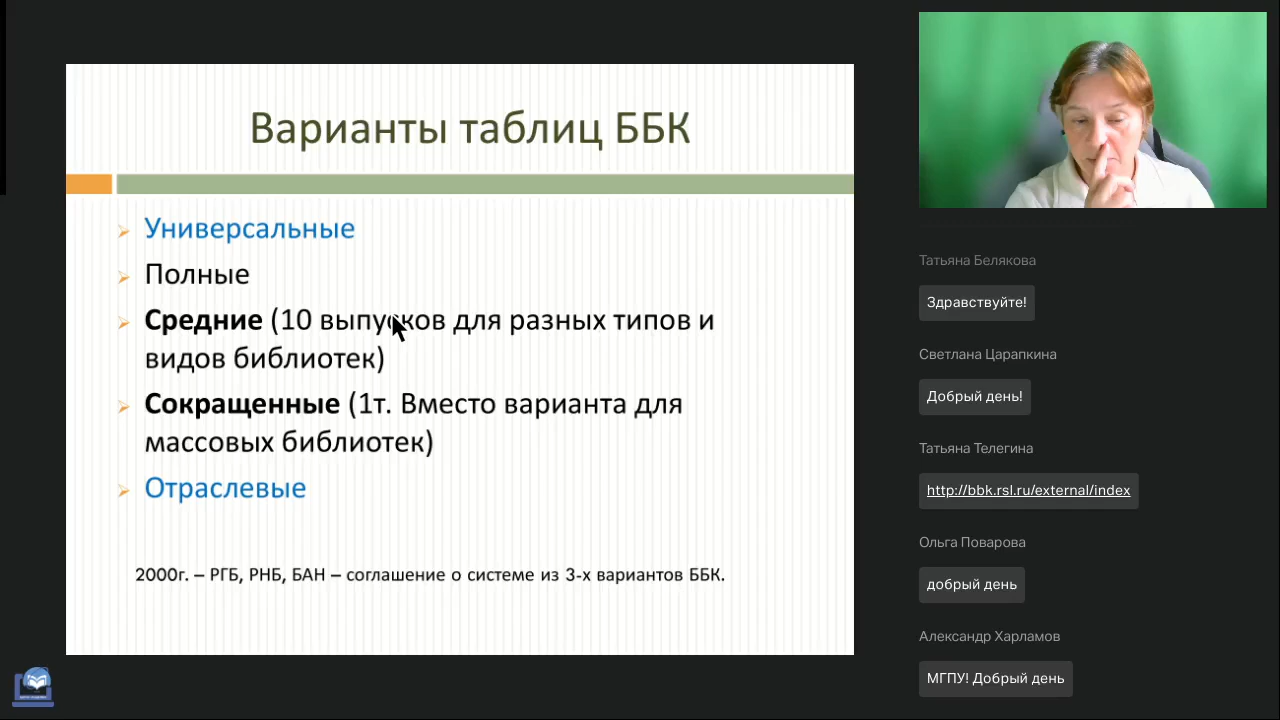 Варианты таблиц ББК
Универсальные
Полные
Средние (10 выпусков для разных типов и
видов библиотек)
Сокращенные (1т. Вместо варианта для
массовых библиотек)
Отраслевые
2000г. – РГБ, РНБ, БАН – соглашение о системе из 3-х вариантов ББК.
Татьяна Белякова
Здравствуйте!
Светлана Царапкина
Добрый день!
Татьяна Телегина
http://bbk.rsl.ru/external/index
Ольга Поварова
добрый день
Александр Харламов
МГПУ! Добрый день